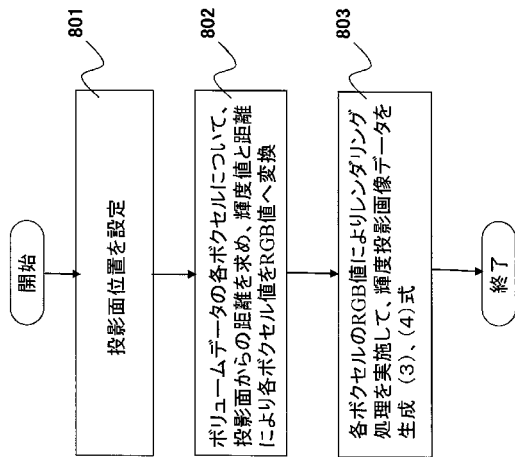 開始
801
投影面位置を設定
802
ボリュームデータの各ボクセルについて、
投影面からの距離を求め、輝度値と距離
により各ボクセル値をRGB値へ変換
803
各ボクセルのRGB値によりレンダリング
処理を実施して、輝度投影画像データを
生成 (3)、(4)式
終了